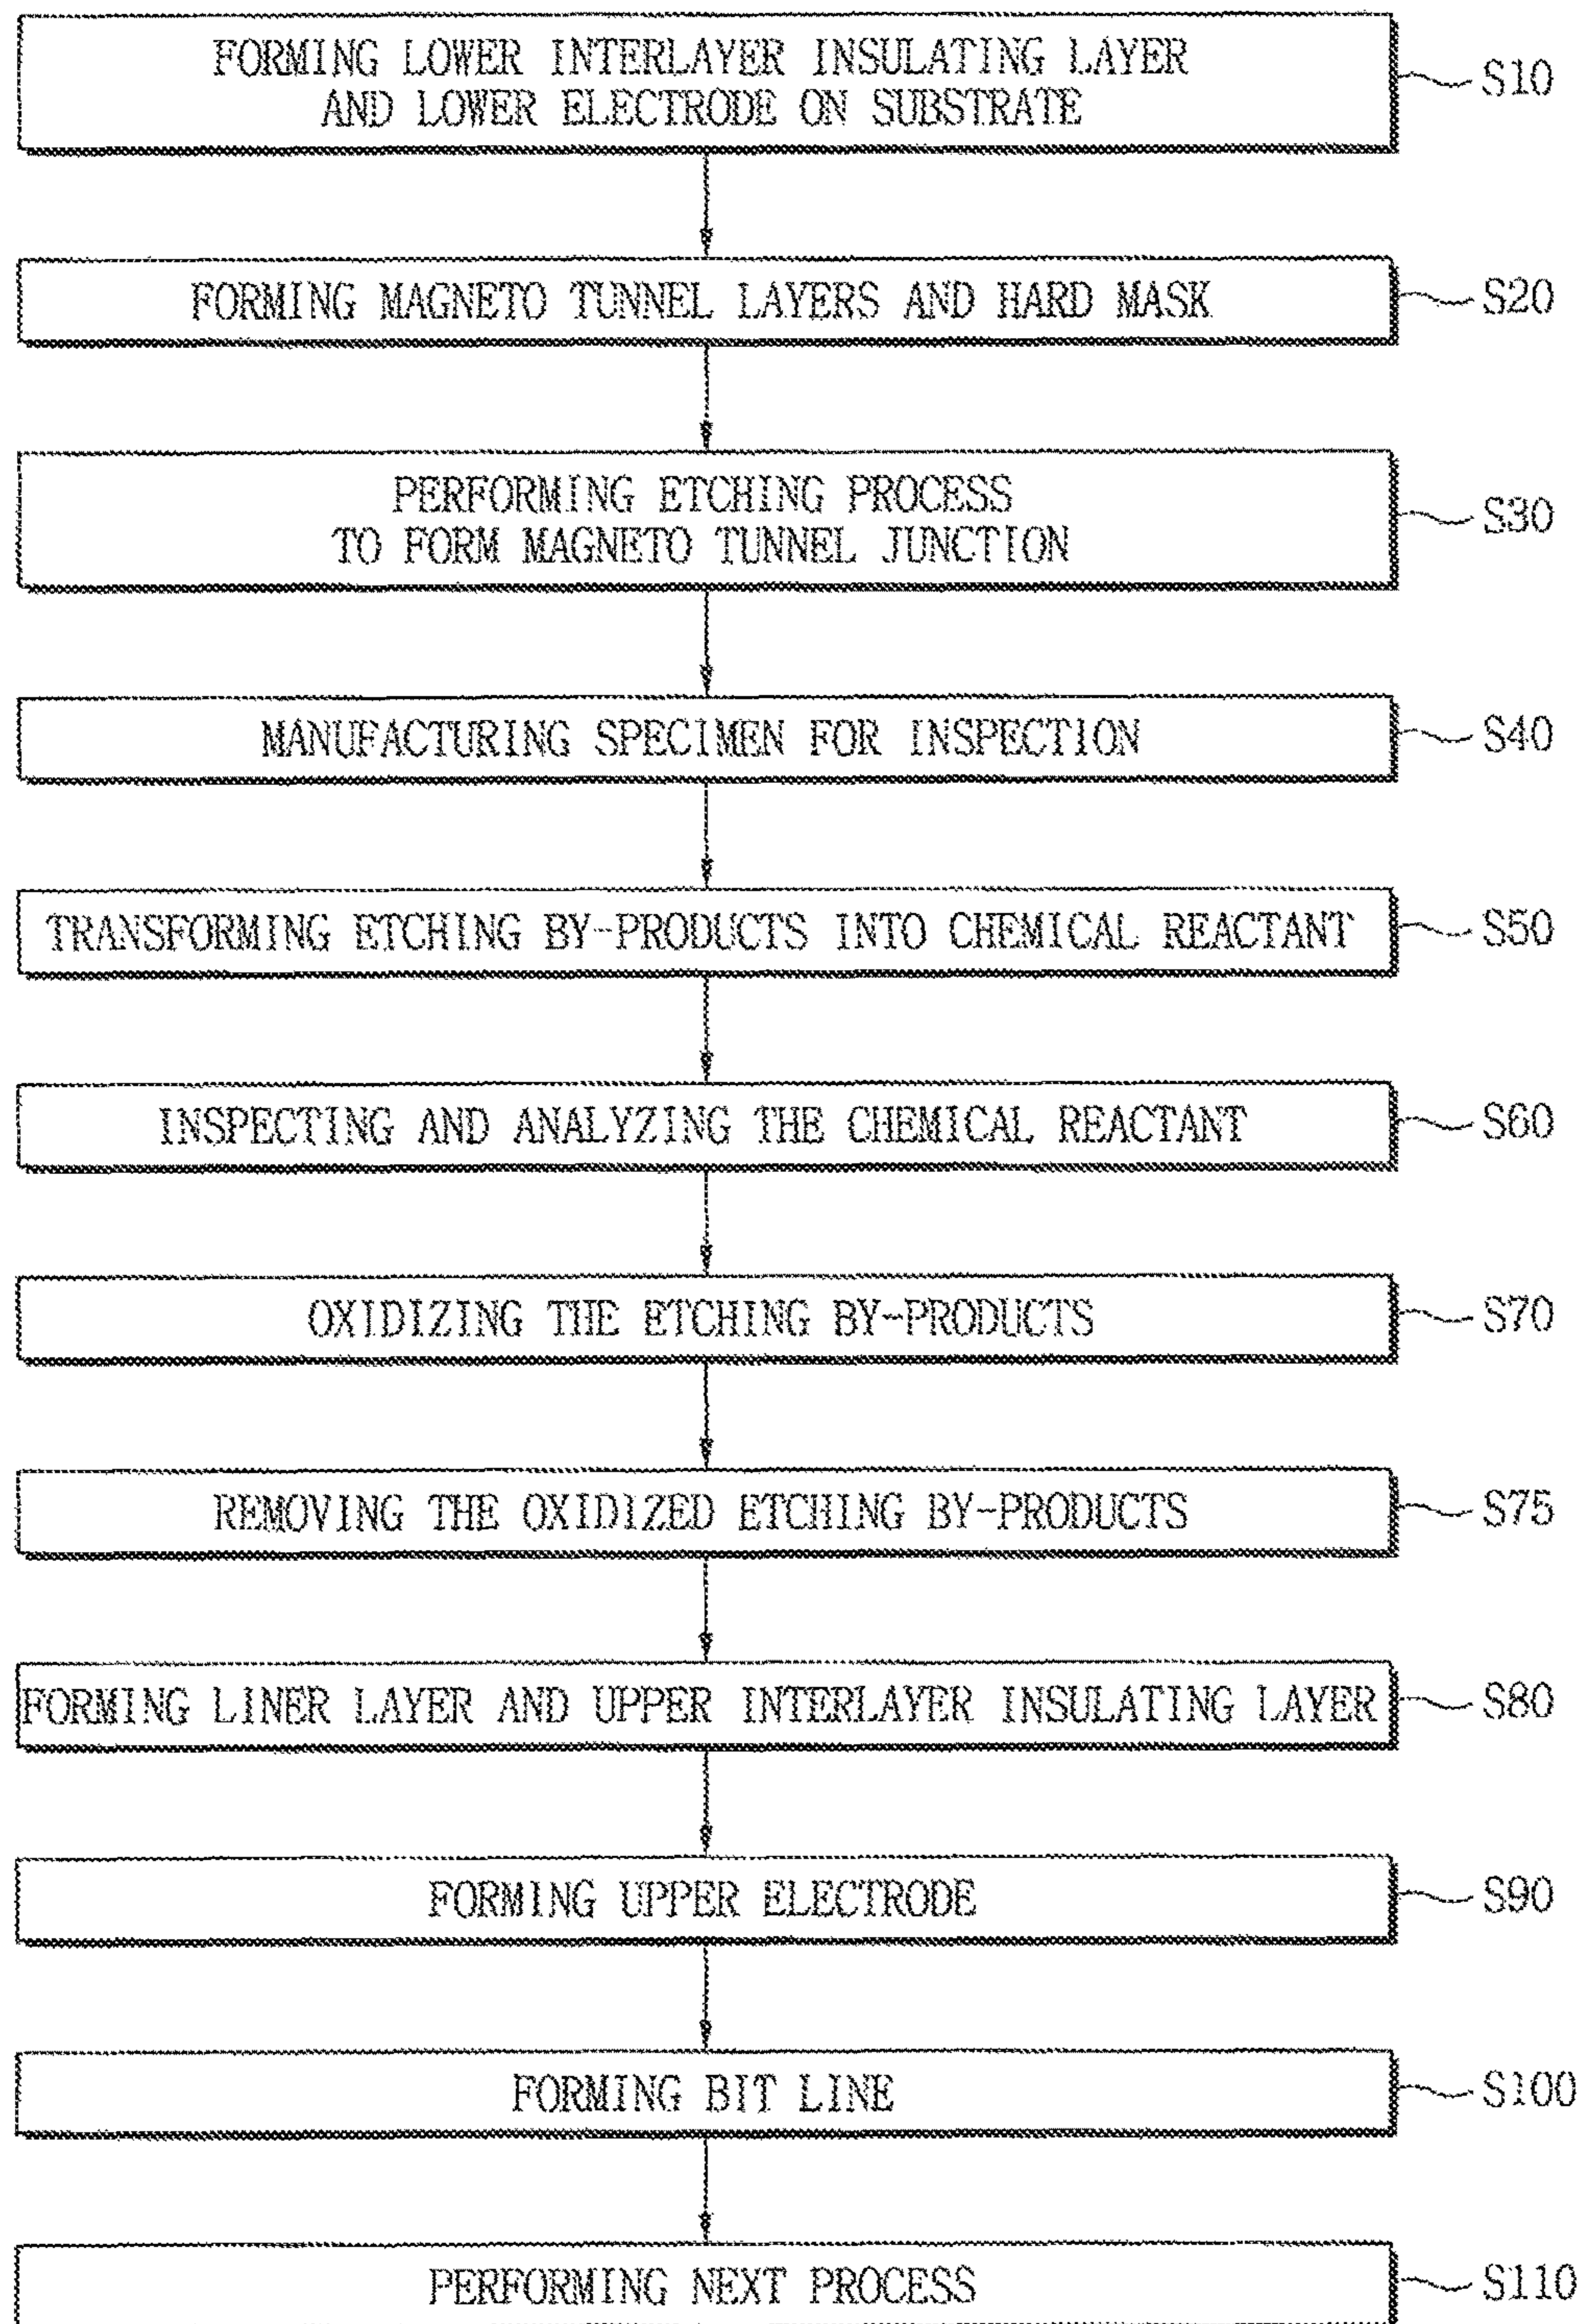 FORMING LOWER INTERLAYER INSULATING LAYER
AND LOWER ELECTRODE ON SUBSTRATE
S10
FORMING MAGNETO TUNNEL LAYERS AND HARD MASK
S20
PERFORMING ETCHING PROCESS
TO FORM MAGNETO TUNNEL JUNCTION
S30
MANUFACTURING SPECIMEN FOR INSPECTION
S40
TRANSFORMING ETCHING BY-PRODUCTS INTO CHEMICAL REACTANT
S50
INSPECTING AND ANALYZING THE CHEMICAL REACTANT
S60
OXIDIZING THE ETCHING BY-PRODUCTS
S70
REMOVING THE OXIDIZED ETCHING BY-PRODUCTS
S75
FORMING LINER LAYER AND UPPER INTERLAYER INSULATING LAYER
S80
FORMING UPPER ELECTRODE
S90
FORMING BIT LINE
S100
PERFORMING NEXT PROCESS
S110